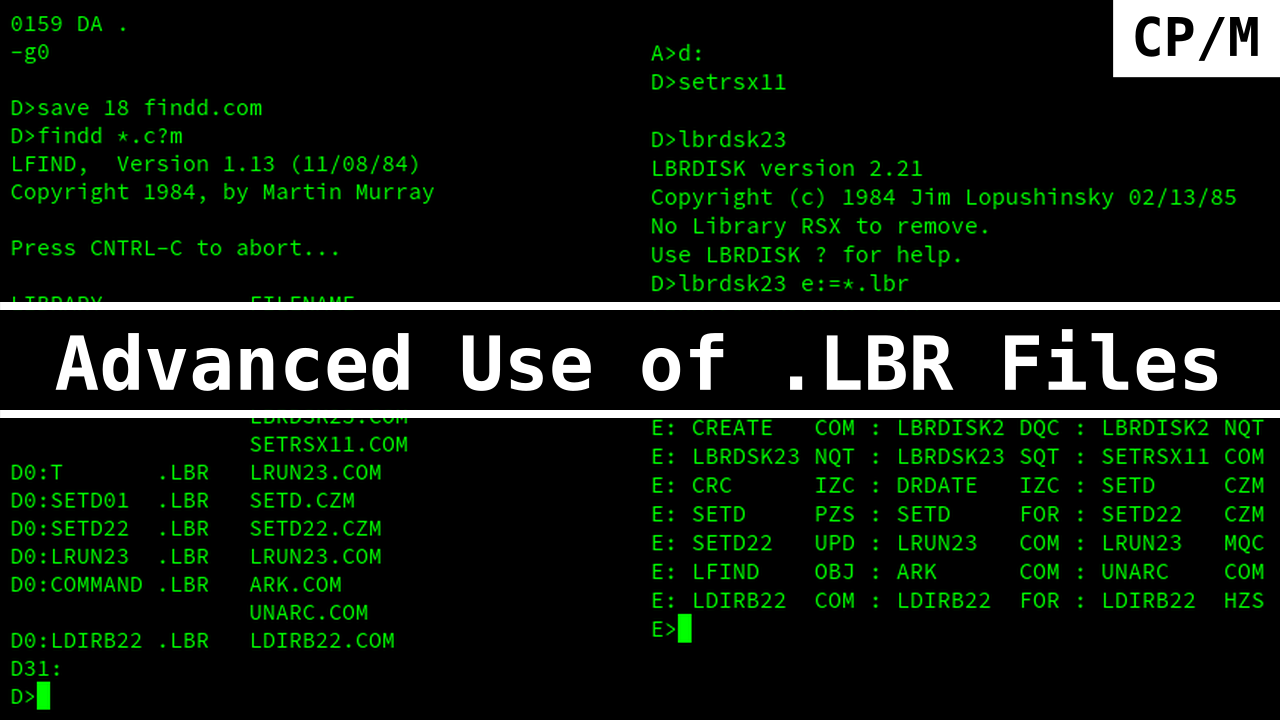 0159 DA .
-g0
D>save 18 findd.com
D>findd *.c?m
LFIND,  Version 1.13 (11/08/84)
Copyright 1984, by Martin Murray
Press CNTRL-C to abort...
LIBRARY          FILENAME
A>d:
D>setrsx11
D>lbrdsk23
LBRDISK version 2.21
Copyright (c) 1984 Jim Lopushinsky 02/13/85
No Library RSX to remove.
Use LBRDISK ? for help.
D>lbrdsk23 e:=*.lbr
CP/M
Advanced Use of .LBR Files
LBRDSK23.COM
SETRSX11.COM
D0:T       .LBR   LRUN23.COM
D0:SETD01  .LBR   SETD.CZM
D0:SETD22  .LBR   SETD22.CZM
D0:LRUN23  .LBR   LRUN23.COM
D0:COMMAND .LBR   ARK.COM
UNARC.COM
D0:LDIRB22 .LBR   LDIRB22.COM
D31:
D>
E: CREATE   COM : LBRDISK2 DQC : LBRDISK2 NQT
E: LBRDSK23 NQT : LBRDSK23 SQT : SETRSX11 COM
E: CRC      IZC : DRDATE   IZC : SETD     CZM
E: SETD     PZS : SETD     FOR : SETD22   CZM
E: SETD22   UPD : LRUN23   COM : LRUN23   MQC
E: LFIND    OBJ : ARK      COM : UNARC    COM
E: LDIRB22  COM : LDIRB22  FOR : LDIRB22  HZS
E>